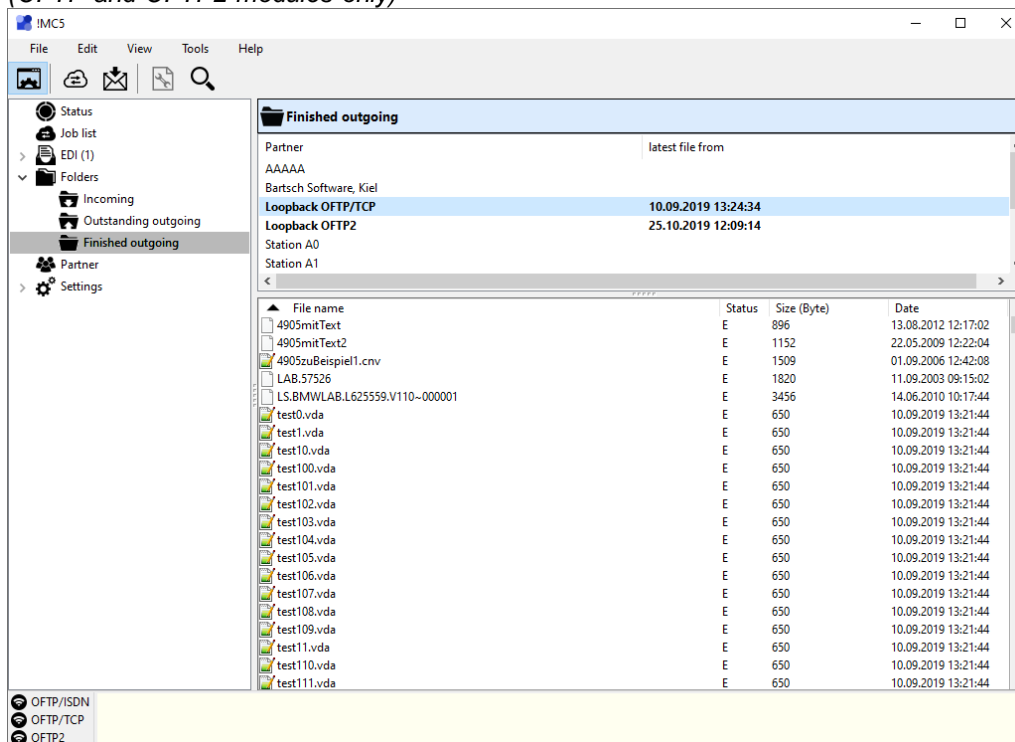 (OFTP and OFTP2 modules only)
!MC5
File Edit View Tools Help
Status
Job list
EDI (1)
Folders
Incoming
Outstanding outgoing
Finished outgoing
Partner
Settings
Finished outgoing
Partner latest file from
AAAAA
Bartsch Software, Kiel
Loopback OFTP/TCP 10.09.2019 13:24:34
Loopback OFTP2 25.10.2019 12:09:14
Station A0
Station A1
File name Status Size (Byte) Date
4905mitText E 896 13.08.2012 12:17:02
4905mitText2 E 1152 22.05.2009 12:22:04
4905zuBeispiel1.cnv E 1509 01.09.2006 12:42:08
LAB.57526 E 1820 11.09.2003 09:15:02
LS.BMWLAB.L625559.V110~000001 E 3456 14.06.2010 10:17:44
test0.vda E 650 10.09.2019 13:21:44
test1.vda E 650 10.09.2019 13:21:44
test10.vda E 650 10.09.2019 13:21:44
test100.vda E 650 10.09.2019 13:21:44
test101.vda E 650 10.09.2019 13:21:44
test102.vda E 650 10.09.2019 13:21:44
test103.vda E 650 10.09.2019 13:21:44
test104.vda E 650 10.09.2019 13:21:44
test105.vda E 650 10.09.2019 13:21:44
test106.vda E 650 10.09.2019 13:21:44
test107.vda E 650 10.09.2019 13:21:44
test108.vda E 650 10.09.2019 13:21:44
test109.vda E 650 10.09.2019 13:21:44
test11.vda E 650 10.09.2019 13:21:44
test110.vda E 650 10.09.2019 13:21:44
test111.vda E 650 10.09.2019 13:21:44
OFTP/ISDN
OFTP/TCP
OFTP2